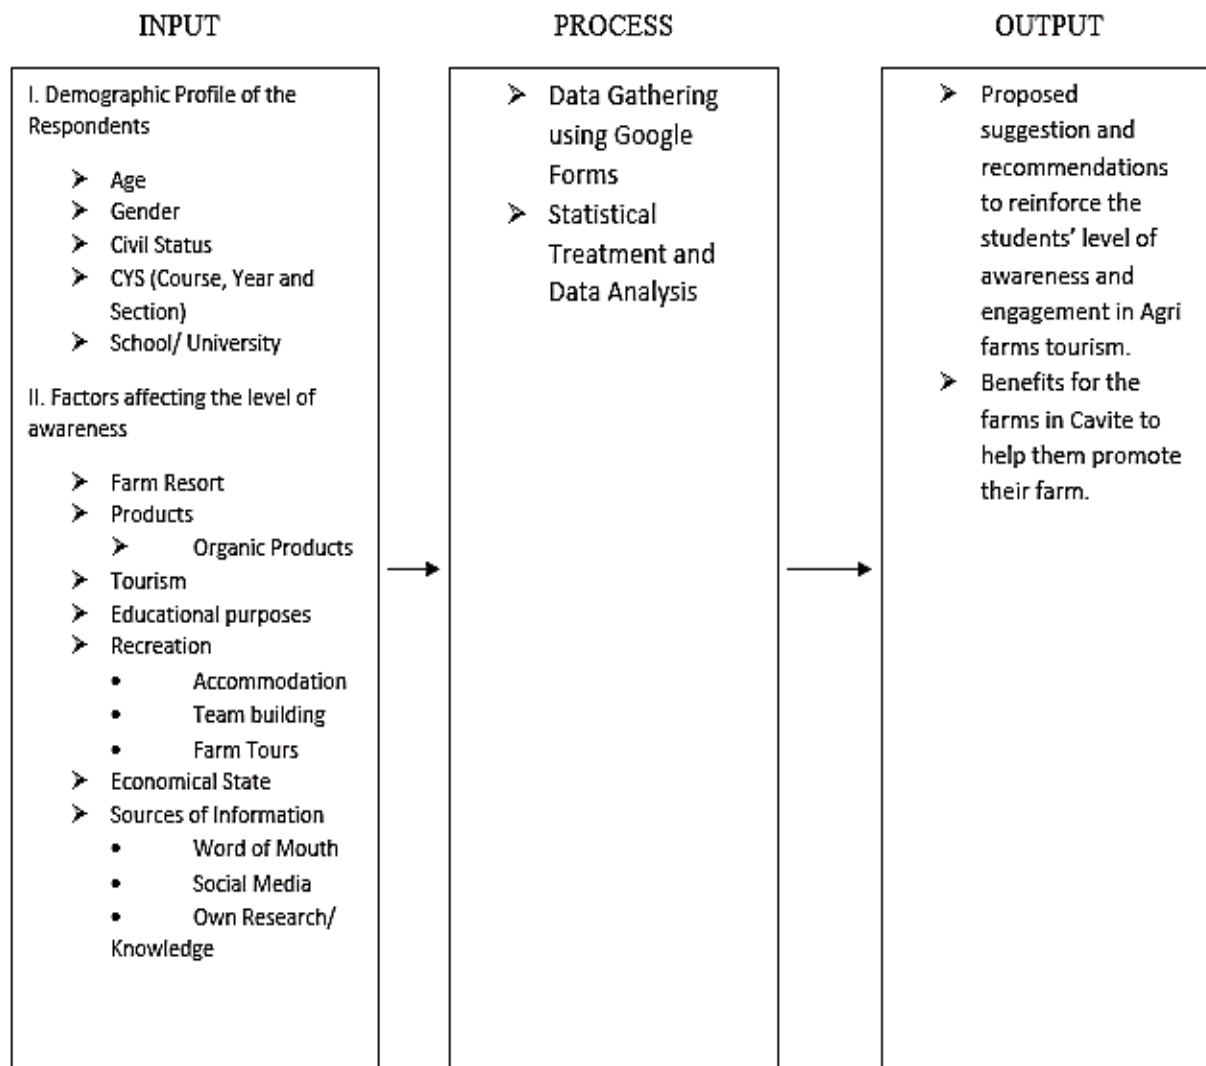 INPUT
PROCESS
OUTPUT
I. Demographic Profile of the
Respondents
➢ Age
➢ Gender
➢ Civil Status
➢ CYS (Course, Year and
Section)
➢ School/ University
II. Factors affecting the level of
awareness
➢ Farm Resort
➢ Products
➢ Organic Products
➢ Tourism
➢ Educational purposes
➢ Recreation
• Accommodation
• Team building
• Farm Tours
➢ Economical State
➢ Sources of Information
• Word of Mouth
• Social Media
• Own Research/
Knowledge
➢ Data Gathering
using Google
Forms
➢ Statistical
Treatment and
Data Analysis
➢ Proposed
suggestion and
recommendations
to reinforce the
students’ level of
awareness and
engagement in Agri
farms tourism.
➢ Benefits for the
farms in Cavite to
help them promote
their farm.